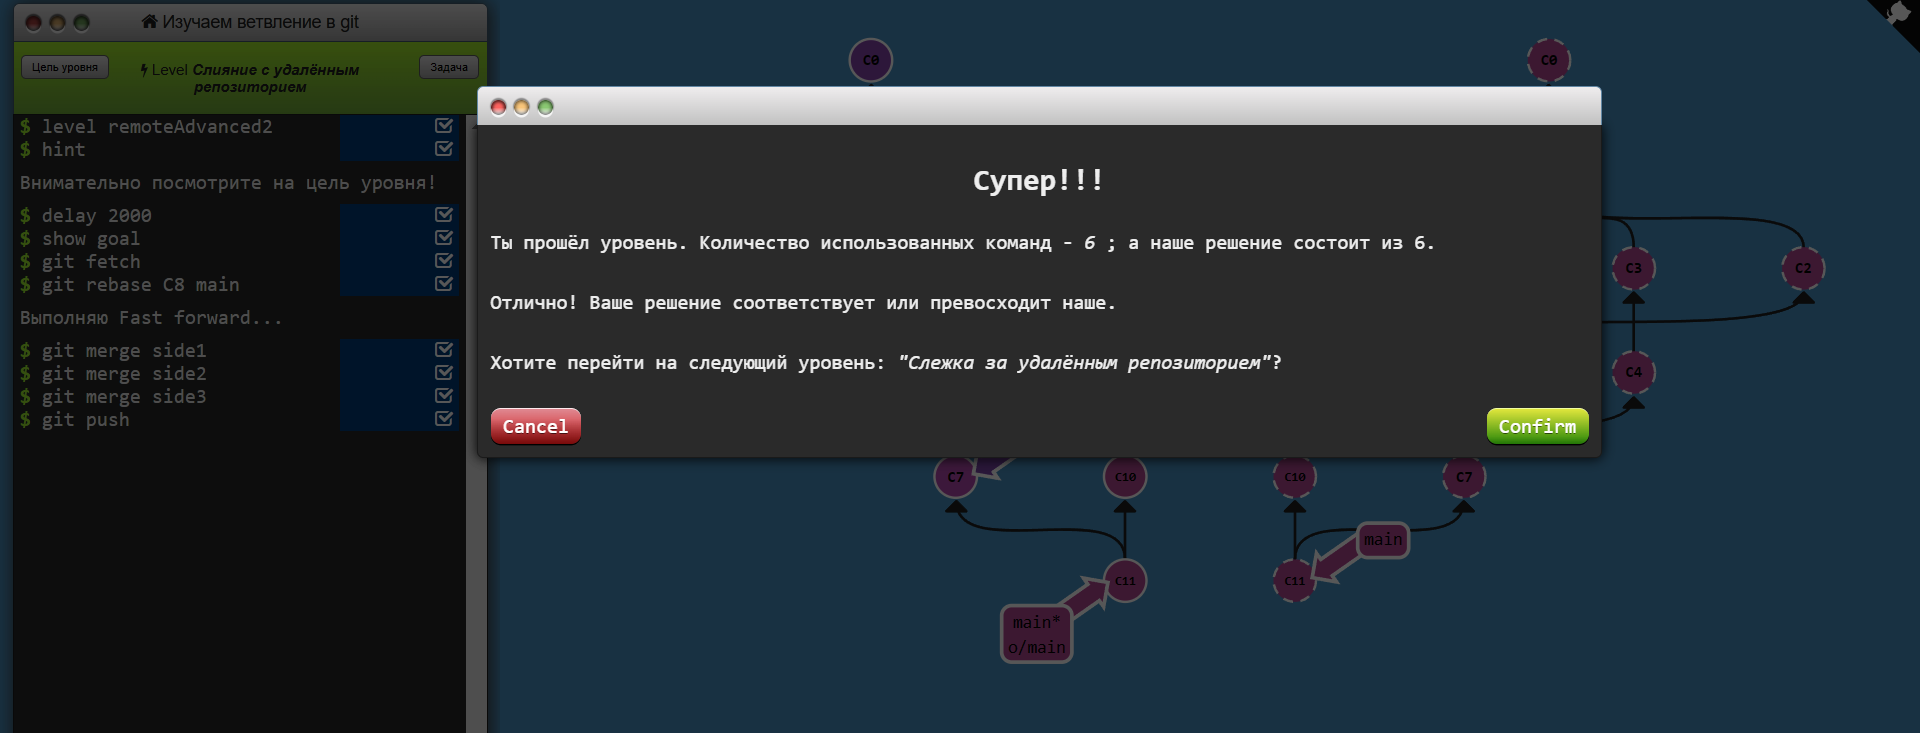 Изучаем ветвление в git
Цель уровня
Level Слияние с удалённым
репозиторием
Задача
$ level remoteAdvanced2
$ hint
Внимательно посмотрите на цель уровня!
$ delay 2000
$ show goal
$ git fetch
$ git rebase C8 main
Выполняю Fast forward...
$ git merge side1
$ git merge side2
$ git merge side3
$ git push
C0
C0
Супер!!!
Ты прошёл уровень. Количество использованных команд - 6 ; а наше решение состоит из 6.
Отлично! Ваше решение соответствует или превосходит наше.
Хотите перейти на следующий уровень: "Слежка за удалённым репозиторием"?
Cancel
Confirm
C3
C2
C4
C7
C10
C10
C7
main
C11
C11
main*
o/main